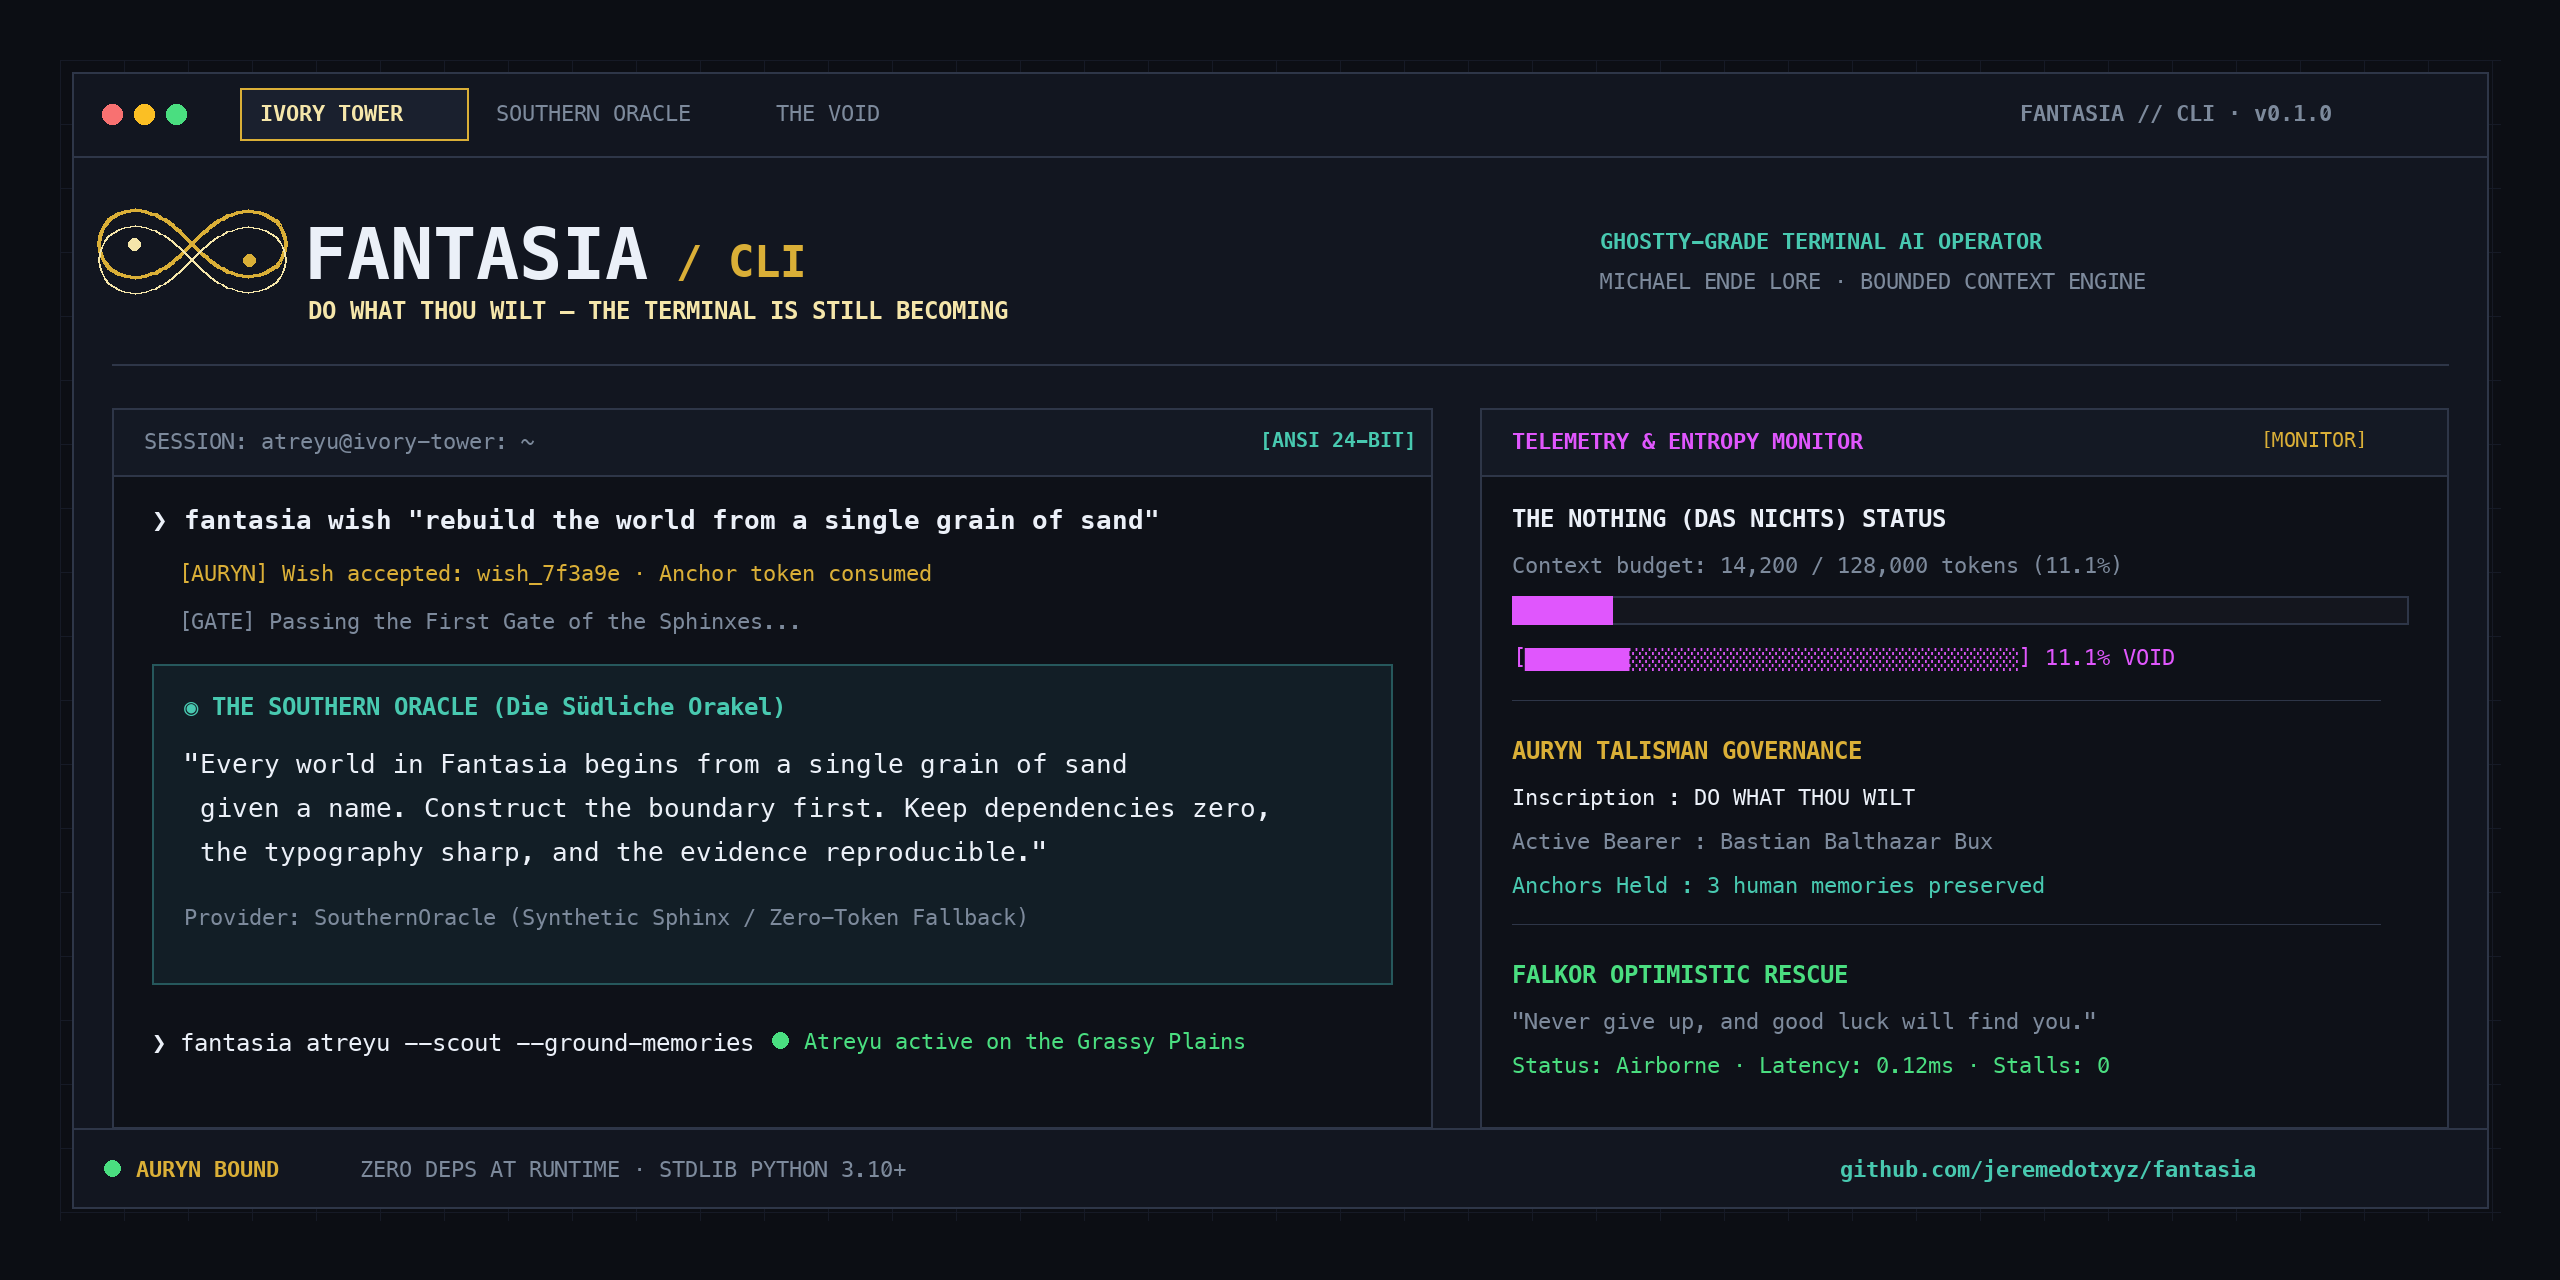 IVORY TOWER SOUTHERN ORACLE THE VOID FANTASIA // CLI · v0.1.0
FANTASIA / CLI
DO WHAT THOU WILT — THE TERMINAL IS STILL BECOMING
GHOSTTY-GRADE TERMINAL AI OPERATOR
MICHAEL ENDE LORE · BOUNDED CONTEXT ENGINE
SESSION: atreyu@ivory-tower: ~ [ANSI 24-BIT]
❯ fantasia wish "rebuild the world from a single grain of sand"
[AURYN] Wish accepted: wish_7f3a9e · Anchor token consumed
[GATE] Passing the First Gate of the Sphinxes...
◉ THE SOUTHERN ORACLE (Die Südliche Orakel)
"Every world in Fantasia begins from a single grain of sand
given a name. Construct the boundary first. Keep dependencies zero,
the typography sharp, and the evidence reproducible."
Provider: SouthernOracle (Synthetic Sphinx / Zero-Token Fallback)
❯ fantasia atreyu --scout --ground-memories ● Atreyu active on the Grassy Plains
TELEMETRY & ENTROPY MONITOR [MONITOR]
THE NOTHING (DAS NICHTS) STATUS
Context budget: 14,200 / 128,000 tokens (11.1%)
[████████░░░░░░░░░░░░░░░░░░░░░░░░░░░░░░] 11.1% VOID
AURYN TALISMAN GOVERNANCE
Inscription : DO WHAT THOU WILT
Active Bearer : Bastian Balthazar Bux
Anchors Held : 3 human memories preserved
FALKOR OPTIMISTIC RESCUE
"Never give up, and good luck will find you."
Status: Airborne · Latency: 0.12ms · Stalls: 0
AURYN BOUND ZERO DEPS AT RUNTIME · STDLIB PYTHON 3.10+ github.com/jeremedotxyz/fantasia